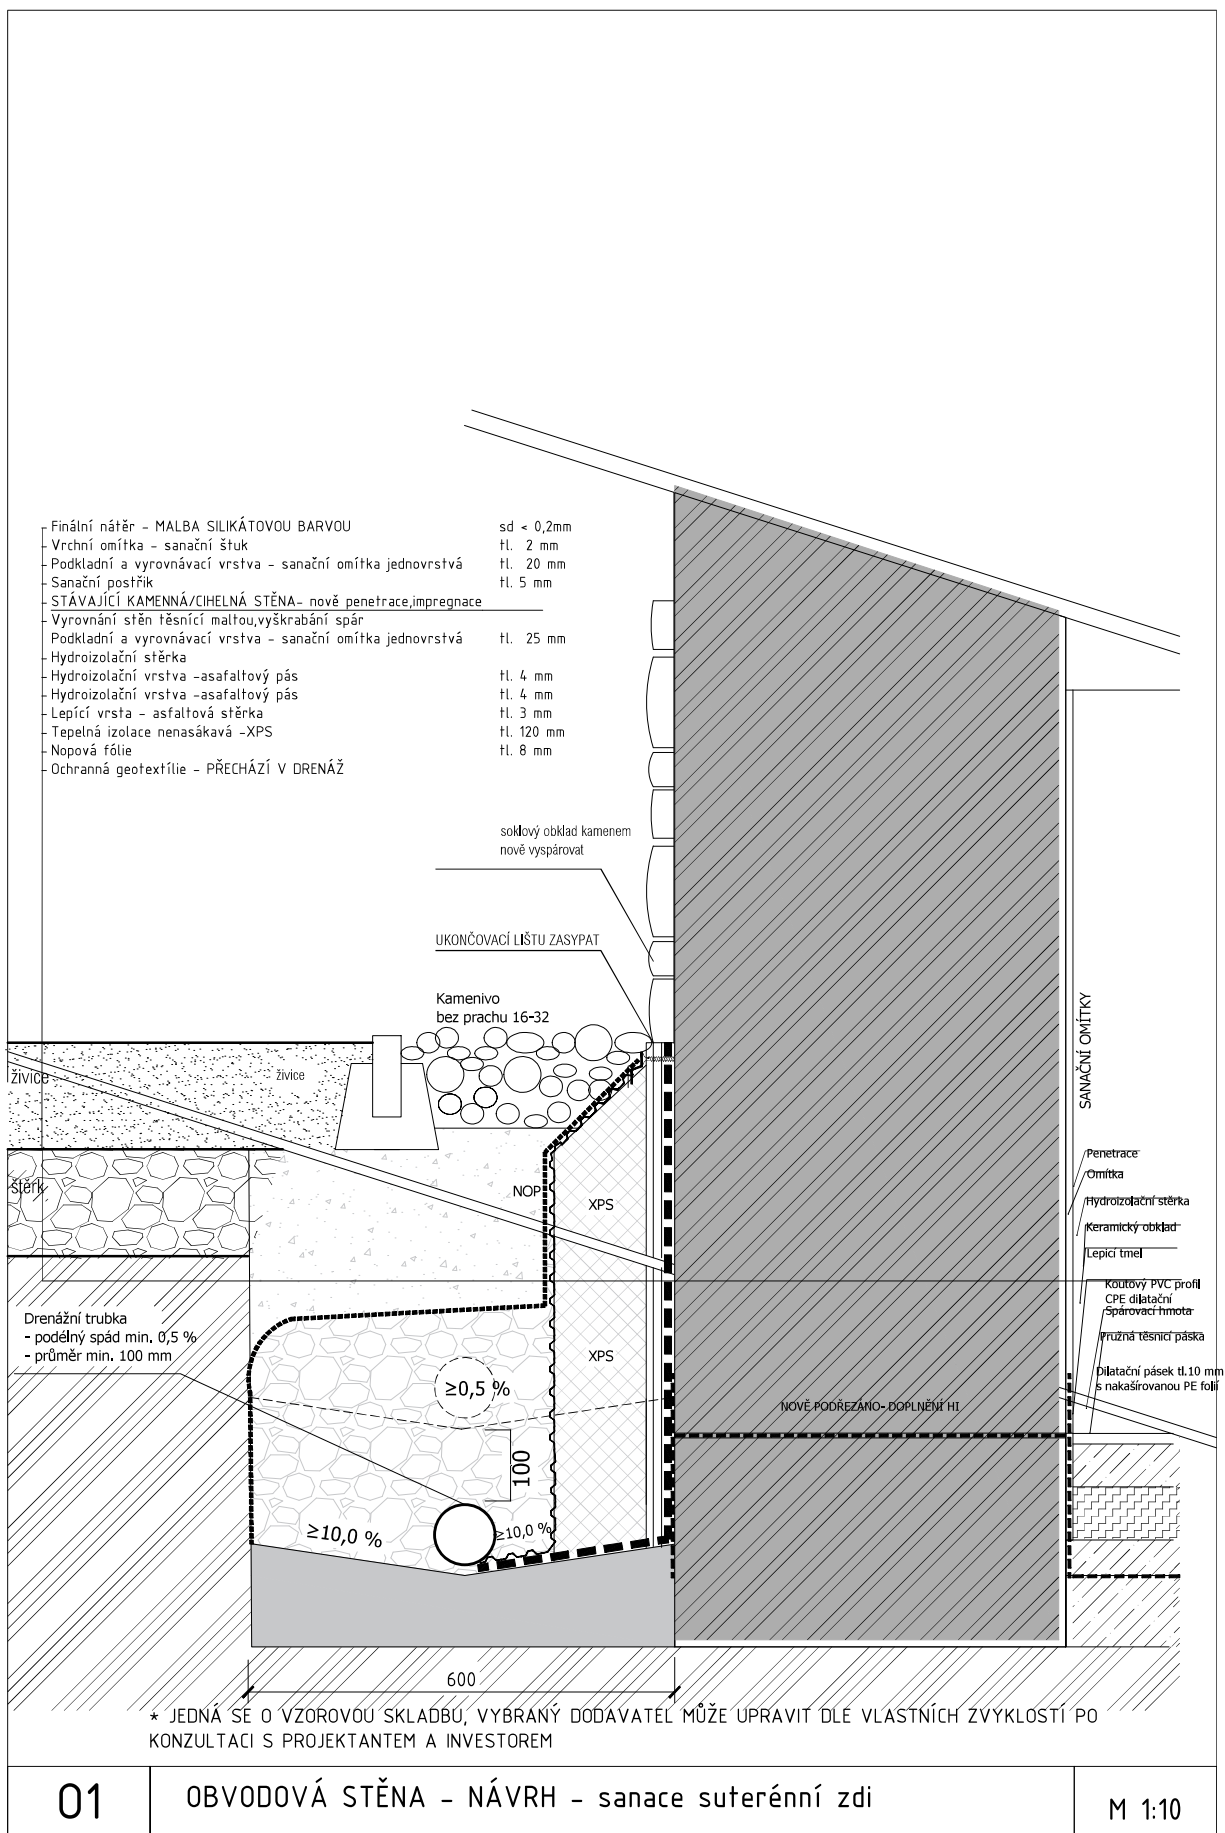 Finální nátěr - MALBA SILIKÁTOVOU BARVOU sd < 0,2mm
Vrchní omítka - sanační štuk tl. 2 mm
Podkladní a vyrovnávací vrstva - sanační omítka jednovrstvá tl. 20 mm
Sanační postřik tl. 5 mm
STÁVAJÍCÍ KAMENNÁ/CIHELNÁ STĚNA- nově penetrace,impregnace
Vyrovnání stěn těsnící maltou,vyškrabání spár
Podkladní a vyrovnávací vrstva - sanační omítka jednovrstvá tl. 25 mm
Hydroizolační stěrka
Hydroizolační vrstva -asafaltový pás tl. 4 mm
Hydroizolační vrstva -asafaltový pás tl. 4 mm
Lepící vrsta - asfaltová stěrka tl. 3 mm
Tepelná izolace nenasákavá -XPS tl. 120 mm
Nopová fólie tl. 8 mm
Ochranná geotextílie - PŘECHÁZÍ V DRENÁŽ
soklový obklad kamenem
nově vyspárovat
UKONČOVACÍ LIŠTU ZASYPAT
Kamenivo
bez prachu 16-32
SANAČNÍ OMÍTKY
živice
živice
štěrk
NOP
XPS
Penetrace
Omítka
Hydroizolační stěrka
Keramický obklad
Lepicí tmel
Koutový PVC profil
CPE dilatační
Spárovací hmota
Pružná těsnicí páska
Dilatační pásek tl.10 mm
s nakašírovanou PE folií
Drenážní trubka
- podélný spád min. 0,5 %
- průměr min. 100 mm
XPS
≥0,5 %
NOVĚ PODŘEZÁNO- DOPLNĚNÍ HI
100
≥10,0 %
≥10,0 %
600
* JEDNÁ SE O VZOROVOU SKLADBU, VYBRANÝ DODAVATEL MŮŽE UPRAVIT DLE VLASTNÍCH ZVYKLOSTÍ PO
KONZULTACI S PROJEKTANTEM A INVESTOREM
01
OBVODOVÁ STĚNA - NÁVRH - sanace suterénní zdi
M 1:10